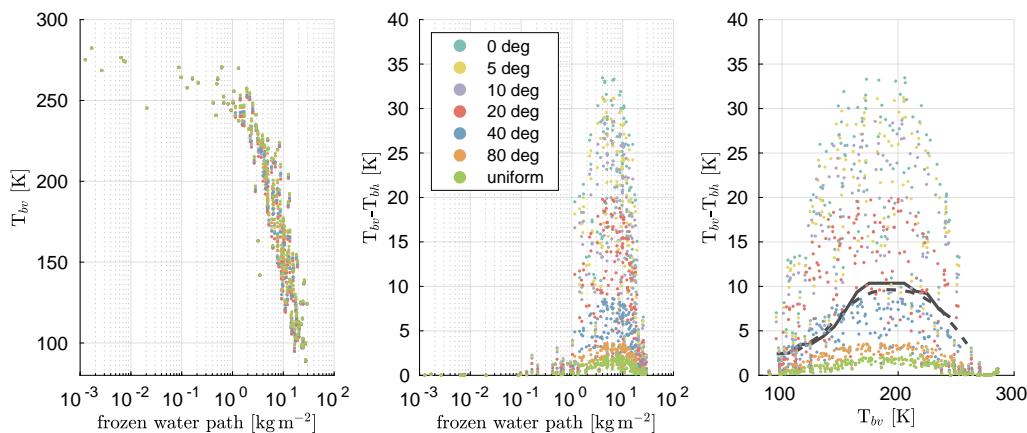 300
250
200
150
100
T_bv [K]
10^-3 10^-2 10^-1 10^0 10^1 10^2
frozen water path [kg m^-2]
40
35
30
25
20
15
10
5
0
T_bv-T_bh [K]
0 deg
5 deg
10 deg
20 deg
40 deg
80 deg
uniform
10^-3 10^-2 10^-1 10^0 10^1 10^2
frozen water path [kg m^-2]
40
35
30
25
20
15
10
5
0
T_bv-T_bh [K]
100 200 300
T_bv [K]